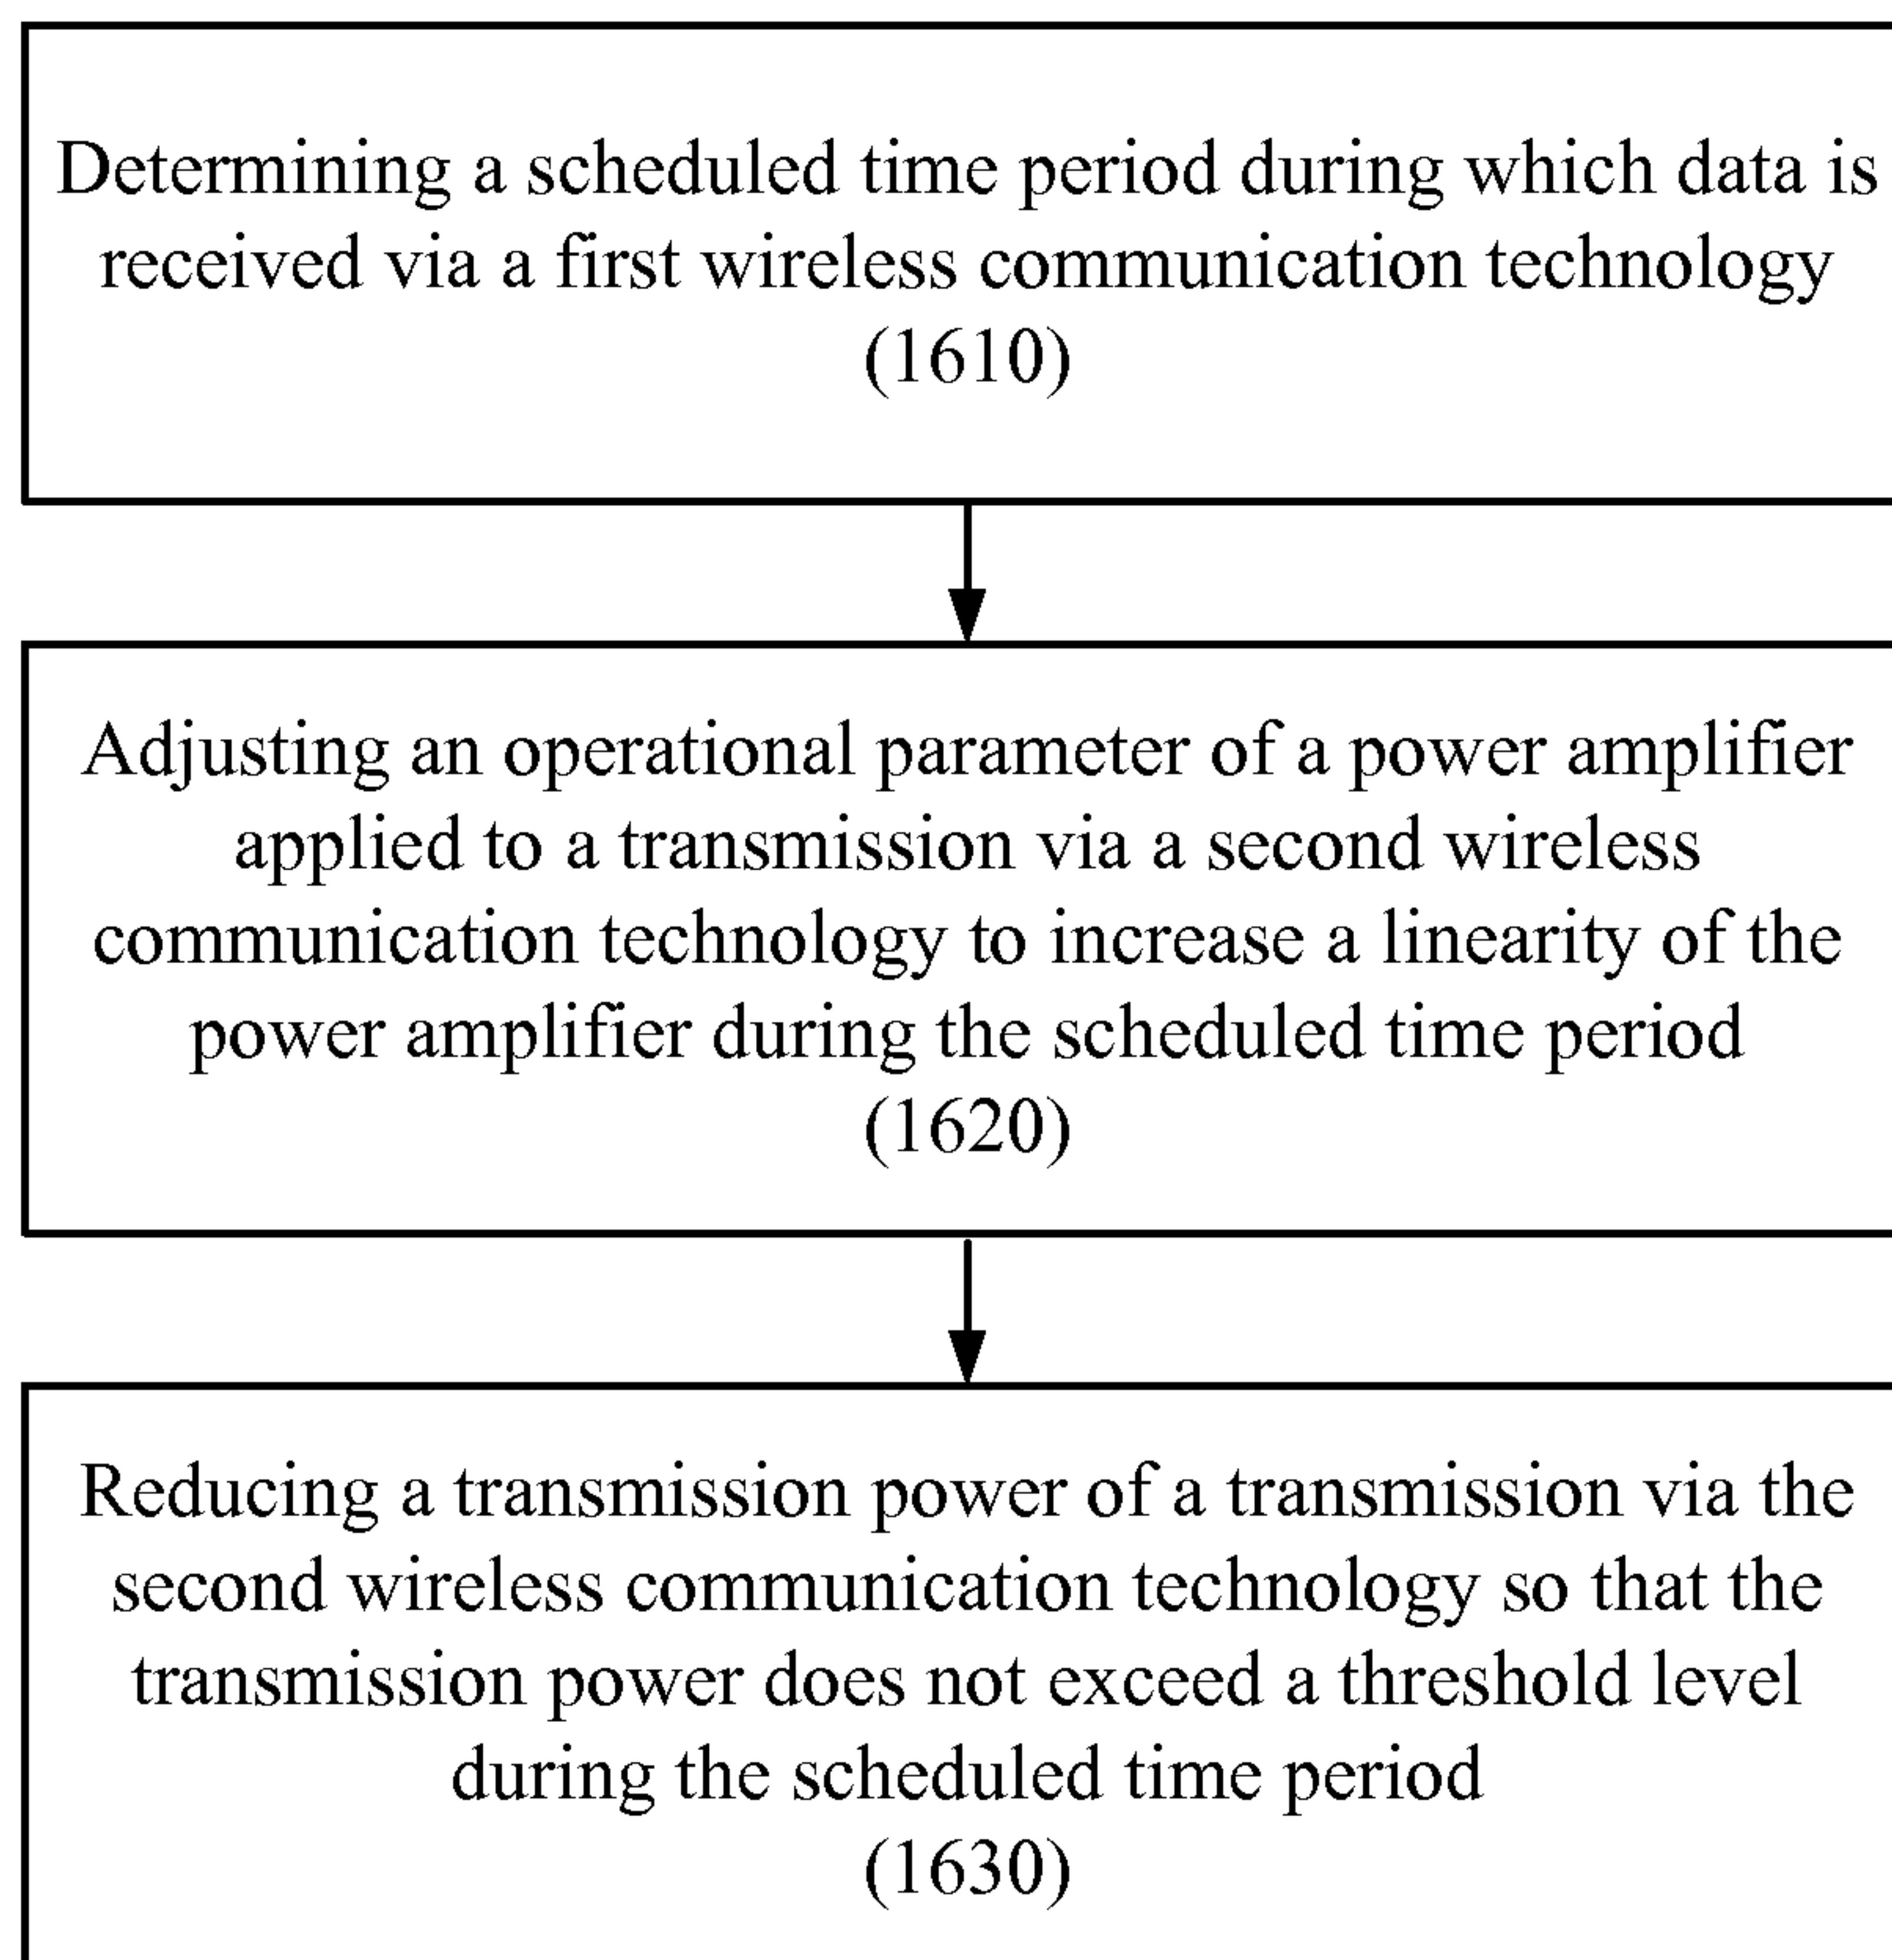 Determining a scheduled time period during which data is
received via a first wireless communication technology
(1610)
Adjusting an operational parameter of a power amplifier
applied to a transmission via a second wireless
communication technology to increase a linearity of the
power amplifier during the scheduled time period
(1620)
Reducing a transmission power of a transmission via the
second wireless communication technology so that the
transmission power does not exceed a threshold level
during the scheduled time period
(1630)